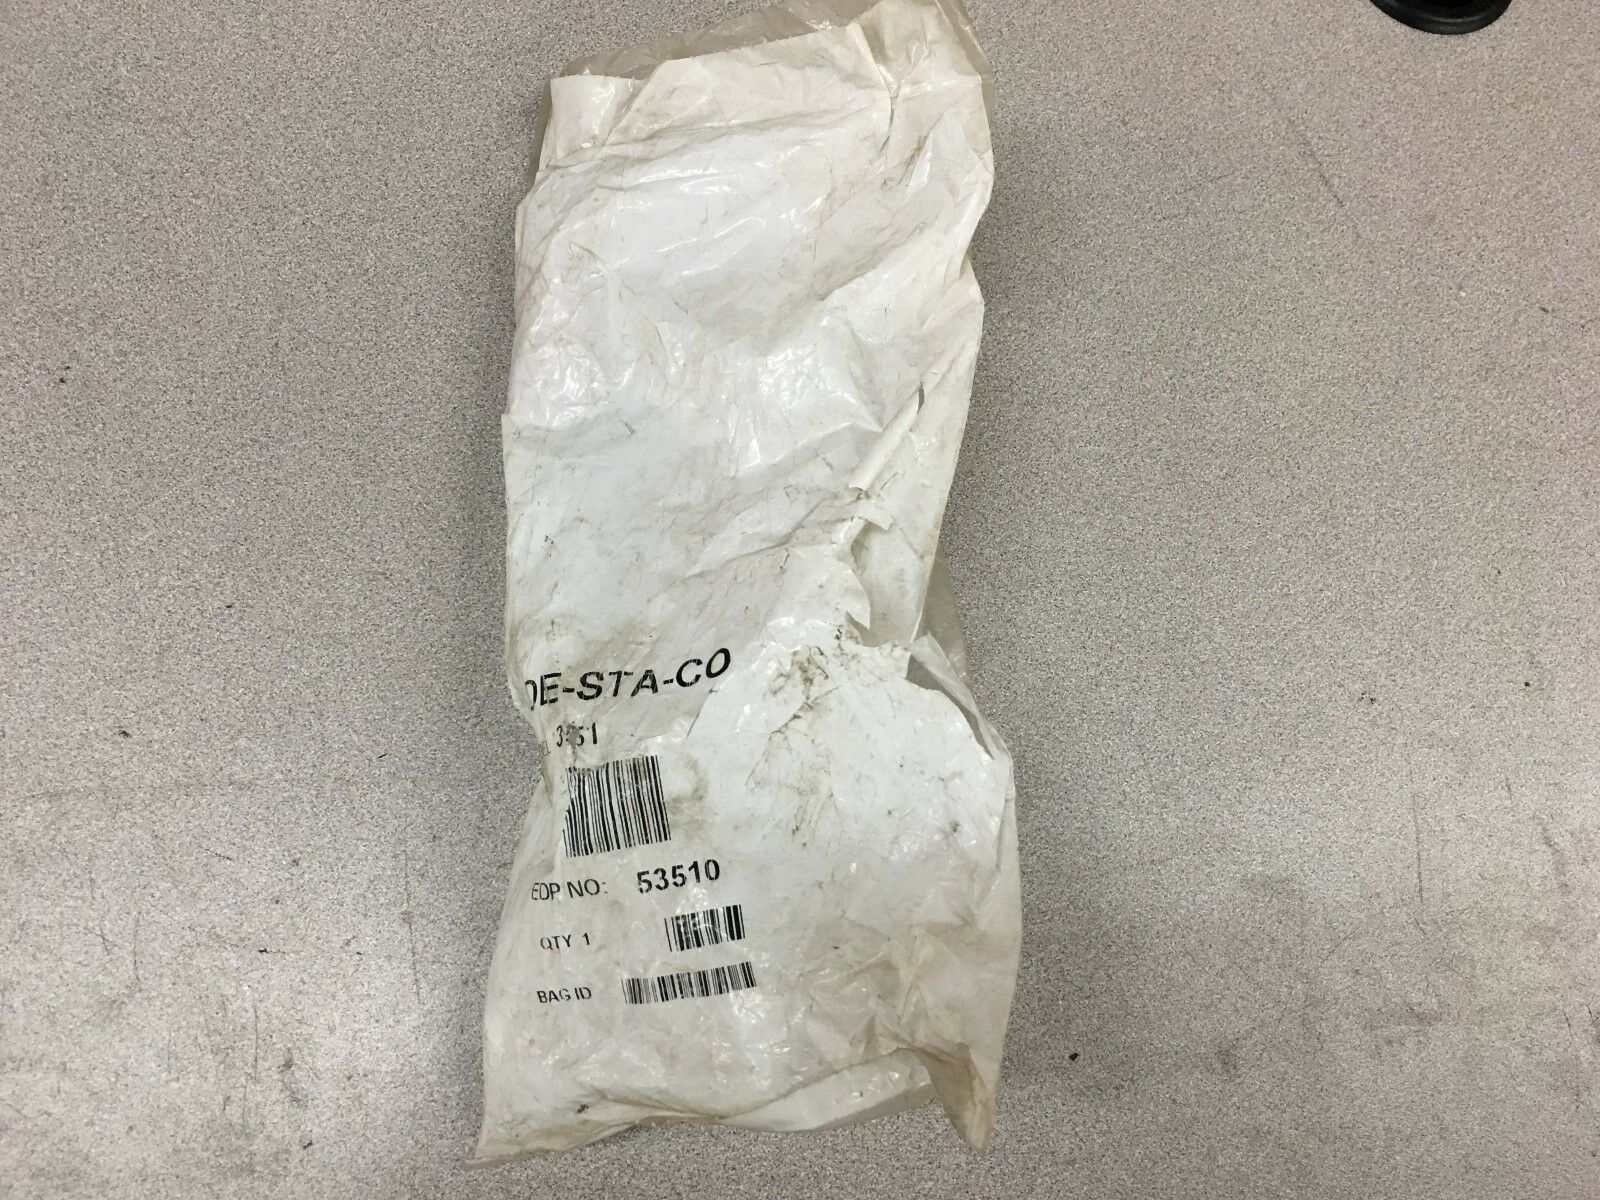 DE-STA-CO
EDP NO: 53510
QTY 1
BAG ID